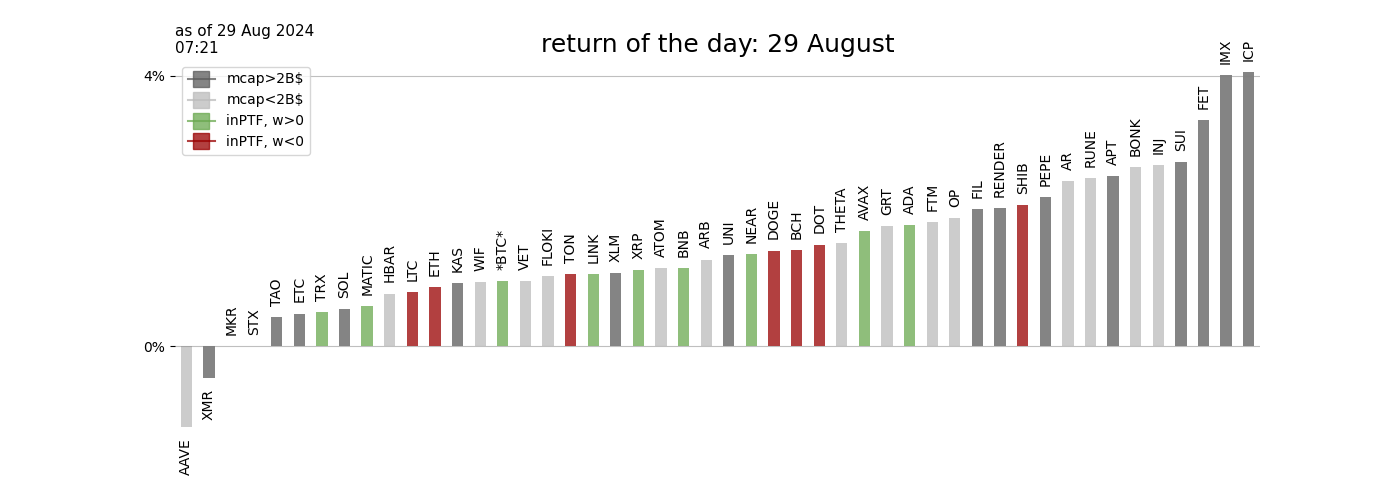 as of 29 Aug 2024
07:21
return of the day: 29 August
4%
0%
mcap>2B$
mcap<2B$
inPTF, w>0
inPTF, w<0
AAVE
XMR
MKR
STX
TAO
ETC
TRX
SOL
MATIC
HBAR
LTC
ETH
KAS
WIF
*BTC*
VET
FLOKI
TON
LINK
XLM
XRP
ATOM
BNB
ARB
UNI
NEAR
DOGE
BCH
DOT
THETA
AVAX
GRT
ADA
FTM
OP
FIL
RENDER
SHIB
PEPE
AR
RUNE
APT
BONK
INJ
SUI
FET
IMX
ICP